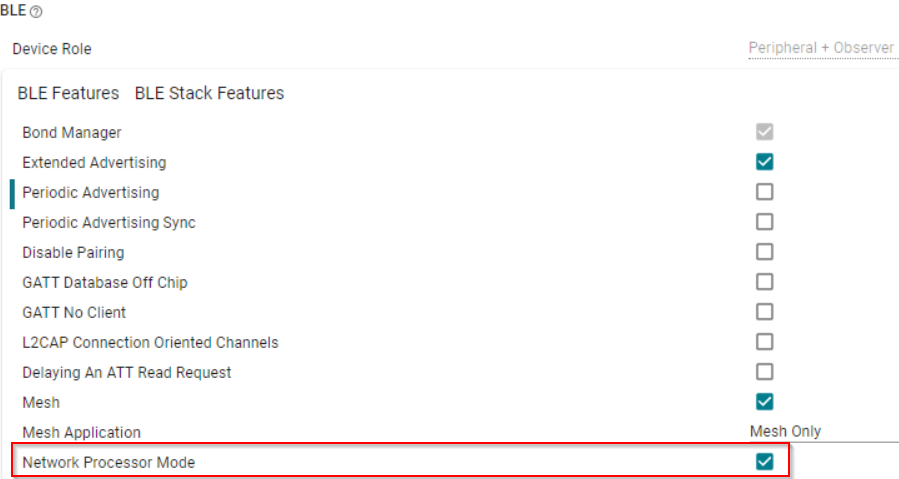 BLE ?
Device Role Peripheral + Observer
BLE Features BLE Stack Features
Bond Manager
Extended Advertising
Periodic Advertising
Periodic Advertising Sync
Disable Pairing
GATT Database Off Chip
GATT No Client
L2CAP Connection Oriented Channels
Delaying An ATT Read Request
Mesh
Mesh Application Mesh Only
Network Processor Mode